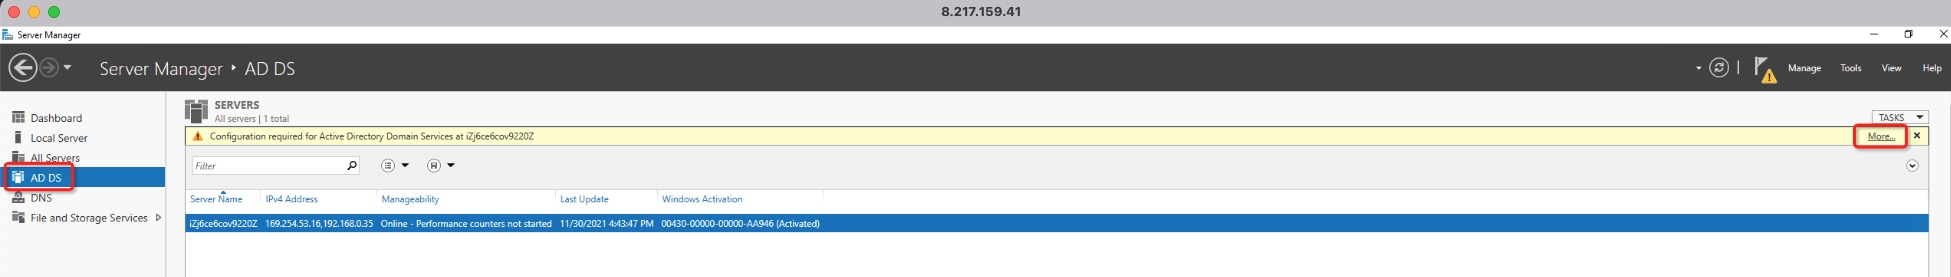 8.217.159.41
Server Manager
Server Manager ‣ AD DS
Manage Tools View Help
Dashboard
Local Server
All Servers
AD DS
DNS
File and Storage Services
SERVERS
All servers | 1 total
TASKS
Configuration required for Active Directory Domain Services at iZj6ce6cov9220Z
More...
Filter
Server Name IPv4 Address Manageability Last Update Windows Activation
iZj6ce6cov9220Z 169.254.53.16,192.168.0.35 Online - Performance counters not started 11/30/2021 4:43:47 PM 00430-00000-00000-AA946 (Activated)